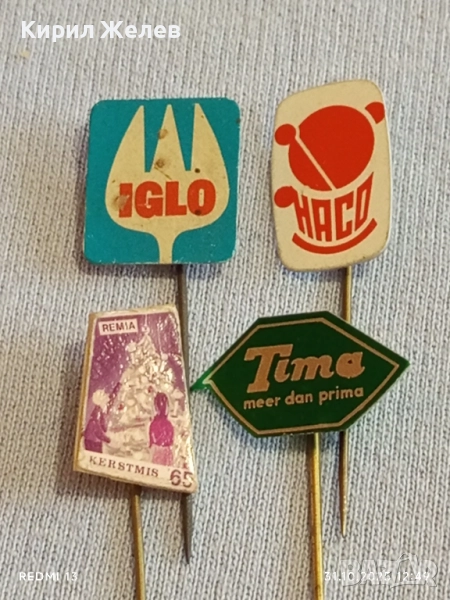 Кирил Желев
IGLO
HACO
REMIA
KERSTMIS 65
Tima
meer dan prima
REDMI 13